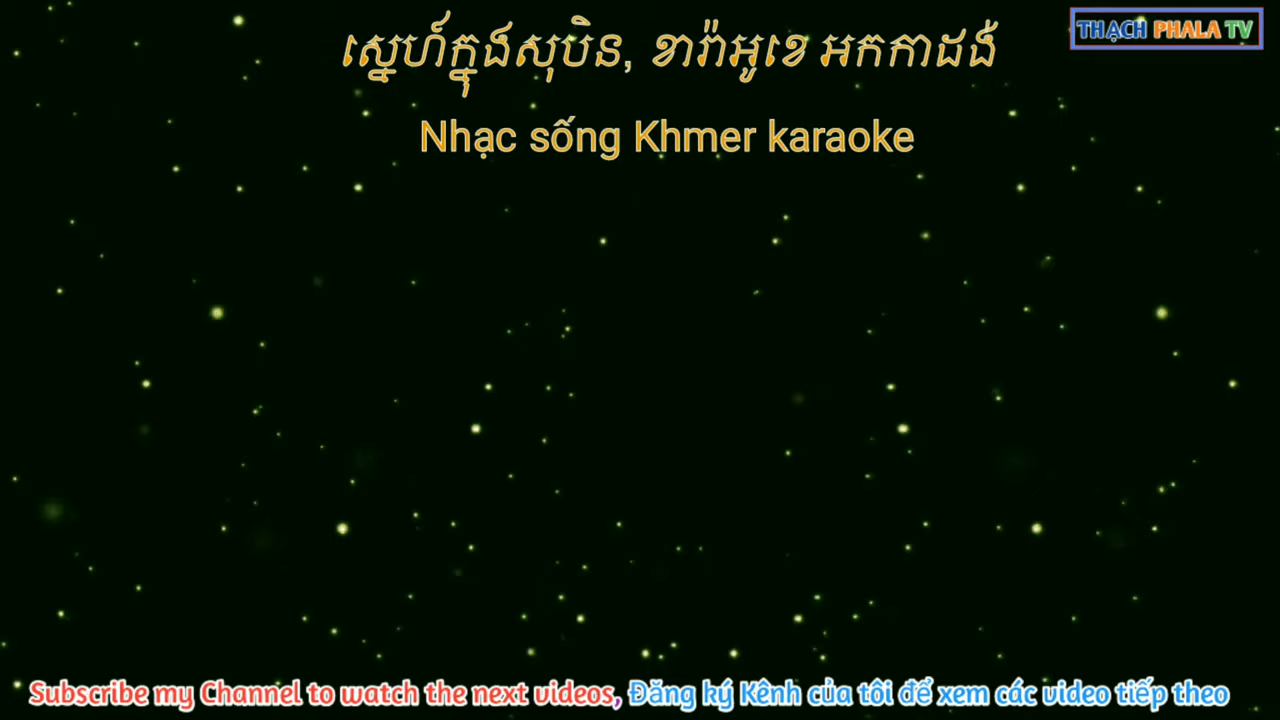 ស្នេហ៍ក្នុងសុបិន, ខារ៉ាអូខេ អកកាដង់
THẠCH PHALA TV
Nhạc sống Khmer karaoke
Subscribe my Channel to watch the next videos, Đăng ký Kênh của tôi để xem các video tiếp theo